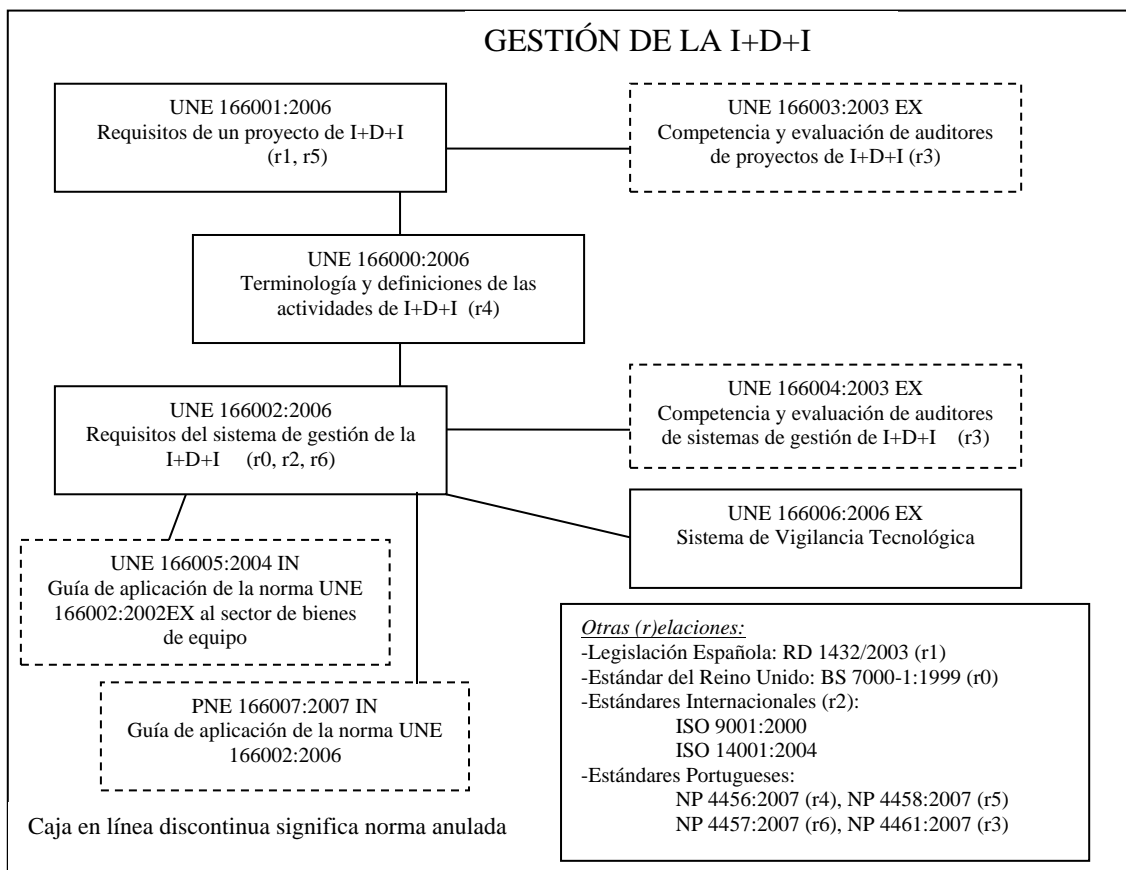 GESTIÓN DE LA I+D+I
UNE 166001:2006
Requisitos de un proyecto de I+D+I
(r1, r5)
UNE 166003:2003 EX
Competencia y evaluación de auditores
de proyectos de I+D+I (r3)
UNE 166000:2006
Terminología y definiciones de las
actividades de I+D+I (r4)
UNE 166002:2006
Requisitos del sistema de gestión de la
I+D+I (r0, r2, r6)
UNE 166004:2003 EX
Competencia y evaluación de auditores
de sistemas de gestión de I+D+I (r3)
UNE 166006:2006 EX
Sistema de Vigilancia Tecnológica
UNE 166005:2004 IN
Guía de aplicación de la norma UNE
166002:2002EX al sector de bienes
de equipo
PNE 166007:2007 IN
Guía de aplicación de la norma UNE
166002:2006
Otras (r)elaciones:
-Legislación Española: RD 1432/2003 (r1)
-Estándar del Reino Unido: BS 7000-1:1999 (r0)
-Estándares Internacionales (r2):
ISO 9001:2000
ISO 14001:2004
-Estándares Portugueses:
NP 4456:2007 (r4), NP 4458:2007 (r5)
NP 4457:2007 (r6), NP 4461:2007 (r3)
Caja en línea discontinua significa norma anulada